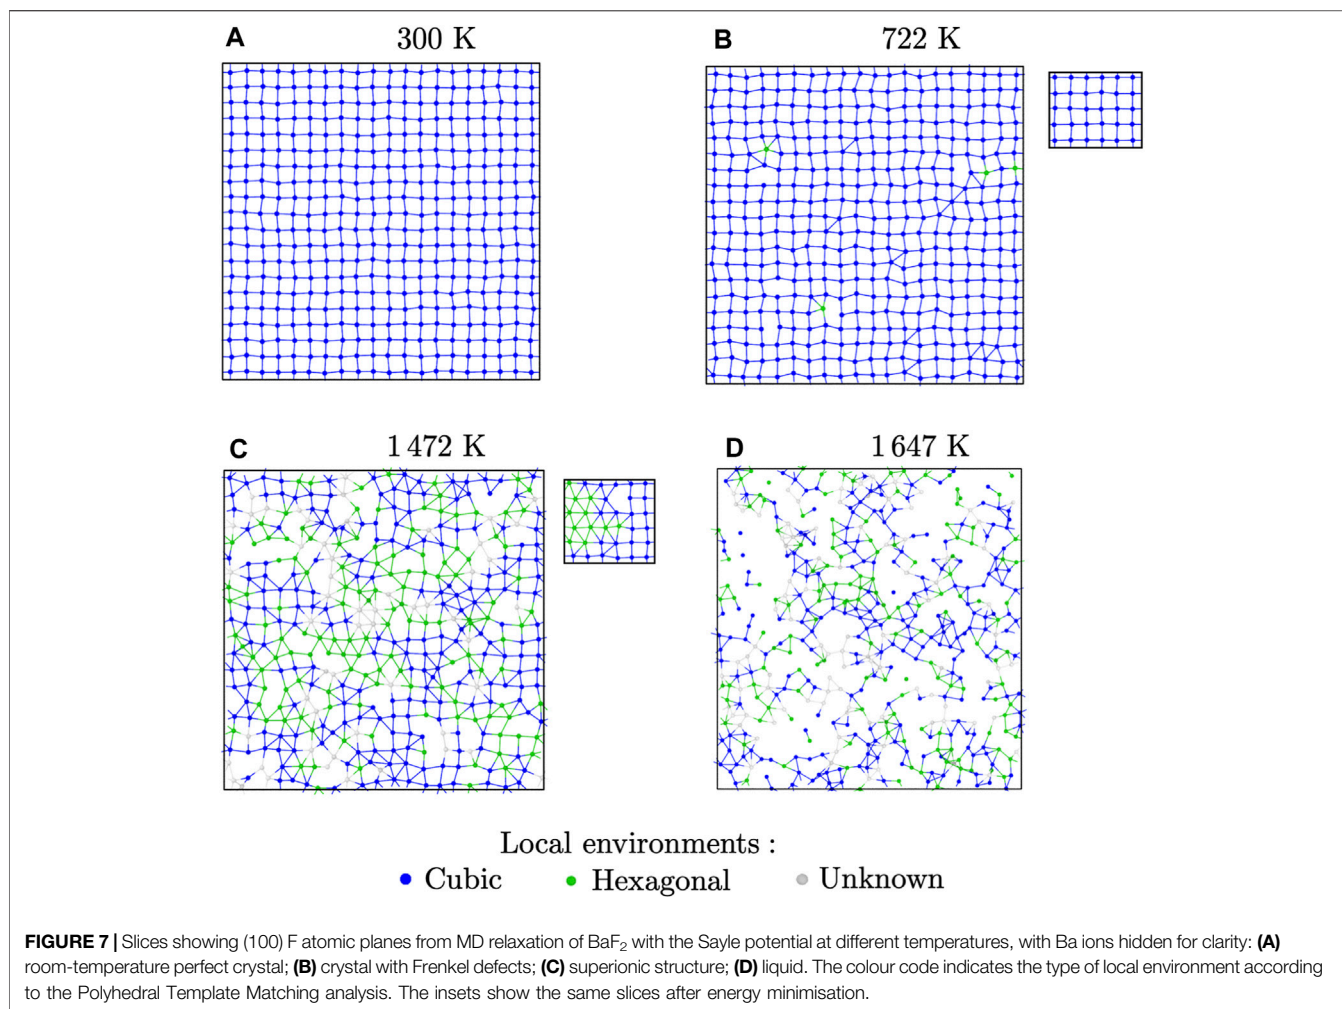 A
300 K
B
722 K
C
1 472 K
D
1 647 K
Local environments :
Cubic
Hexagonal
Unknown
FIGURE 7 | Slices showing (100) F atomic planes from MD relaxation of BaF₂ with the Sayle potential at different temperatures, with Ba ions hidden for clarity: (A)
room-temperature perfect crystal; (B) crystal with Frenkel defects; (C) superionic structure; (D) liquid. The colour code indicates the type of local environment according
to the Polyhedral Template Matching analysis. The insets show the same slices after energy minimisation.